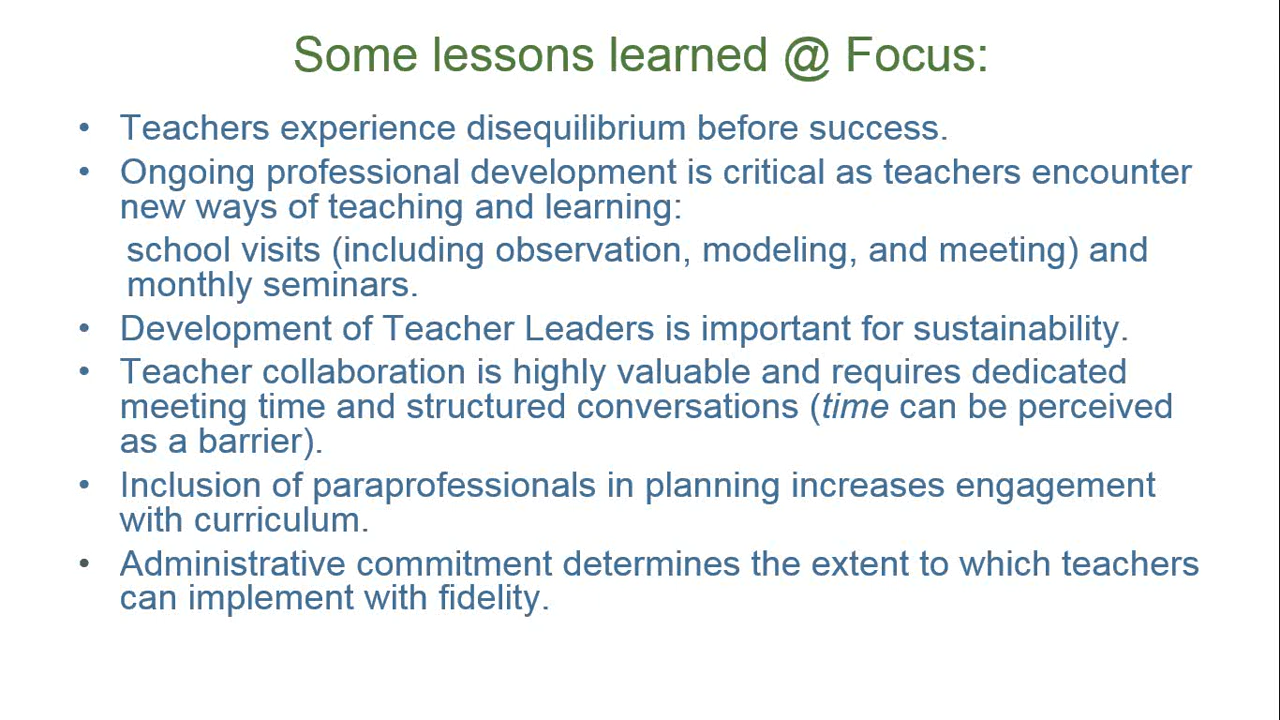 Some lessons learned @ Focus:
• Teachers experience disequilibrium before success.
• Ongoing professional development is critical as teachers encounter
new ways of teaching and learning:
school visits (including observation, modeling, and meeting) and
monthly seminars.
• Development of Teacher Leaders is important for sustainability.
• Teacher collaboration is highly valuable and requires dedicated
meeting time and structured conversations (time can be perceived
as a barrier).
• Inclusion of paraprofessionals in planning increases engagement
with curriculum.
• Administrative commitment determines the extent to which teachers
can implement with fidelity.